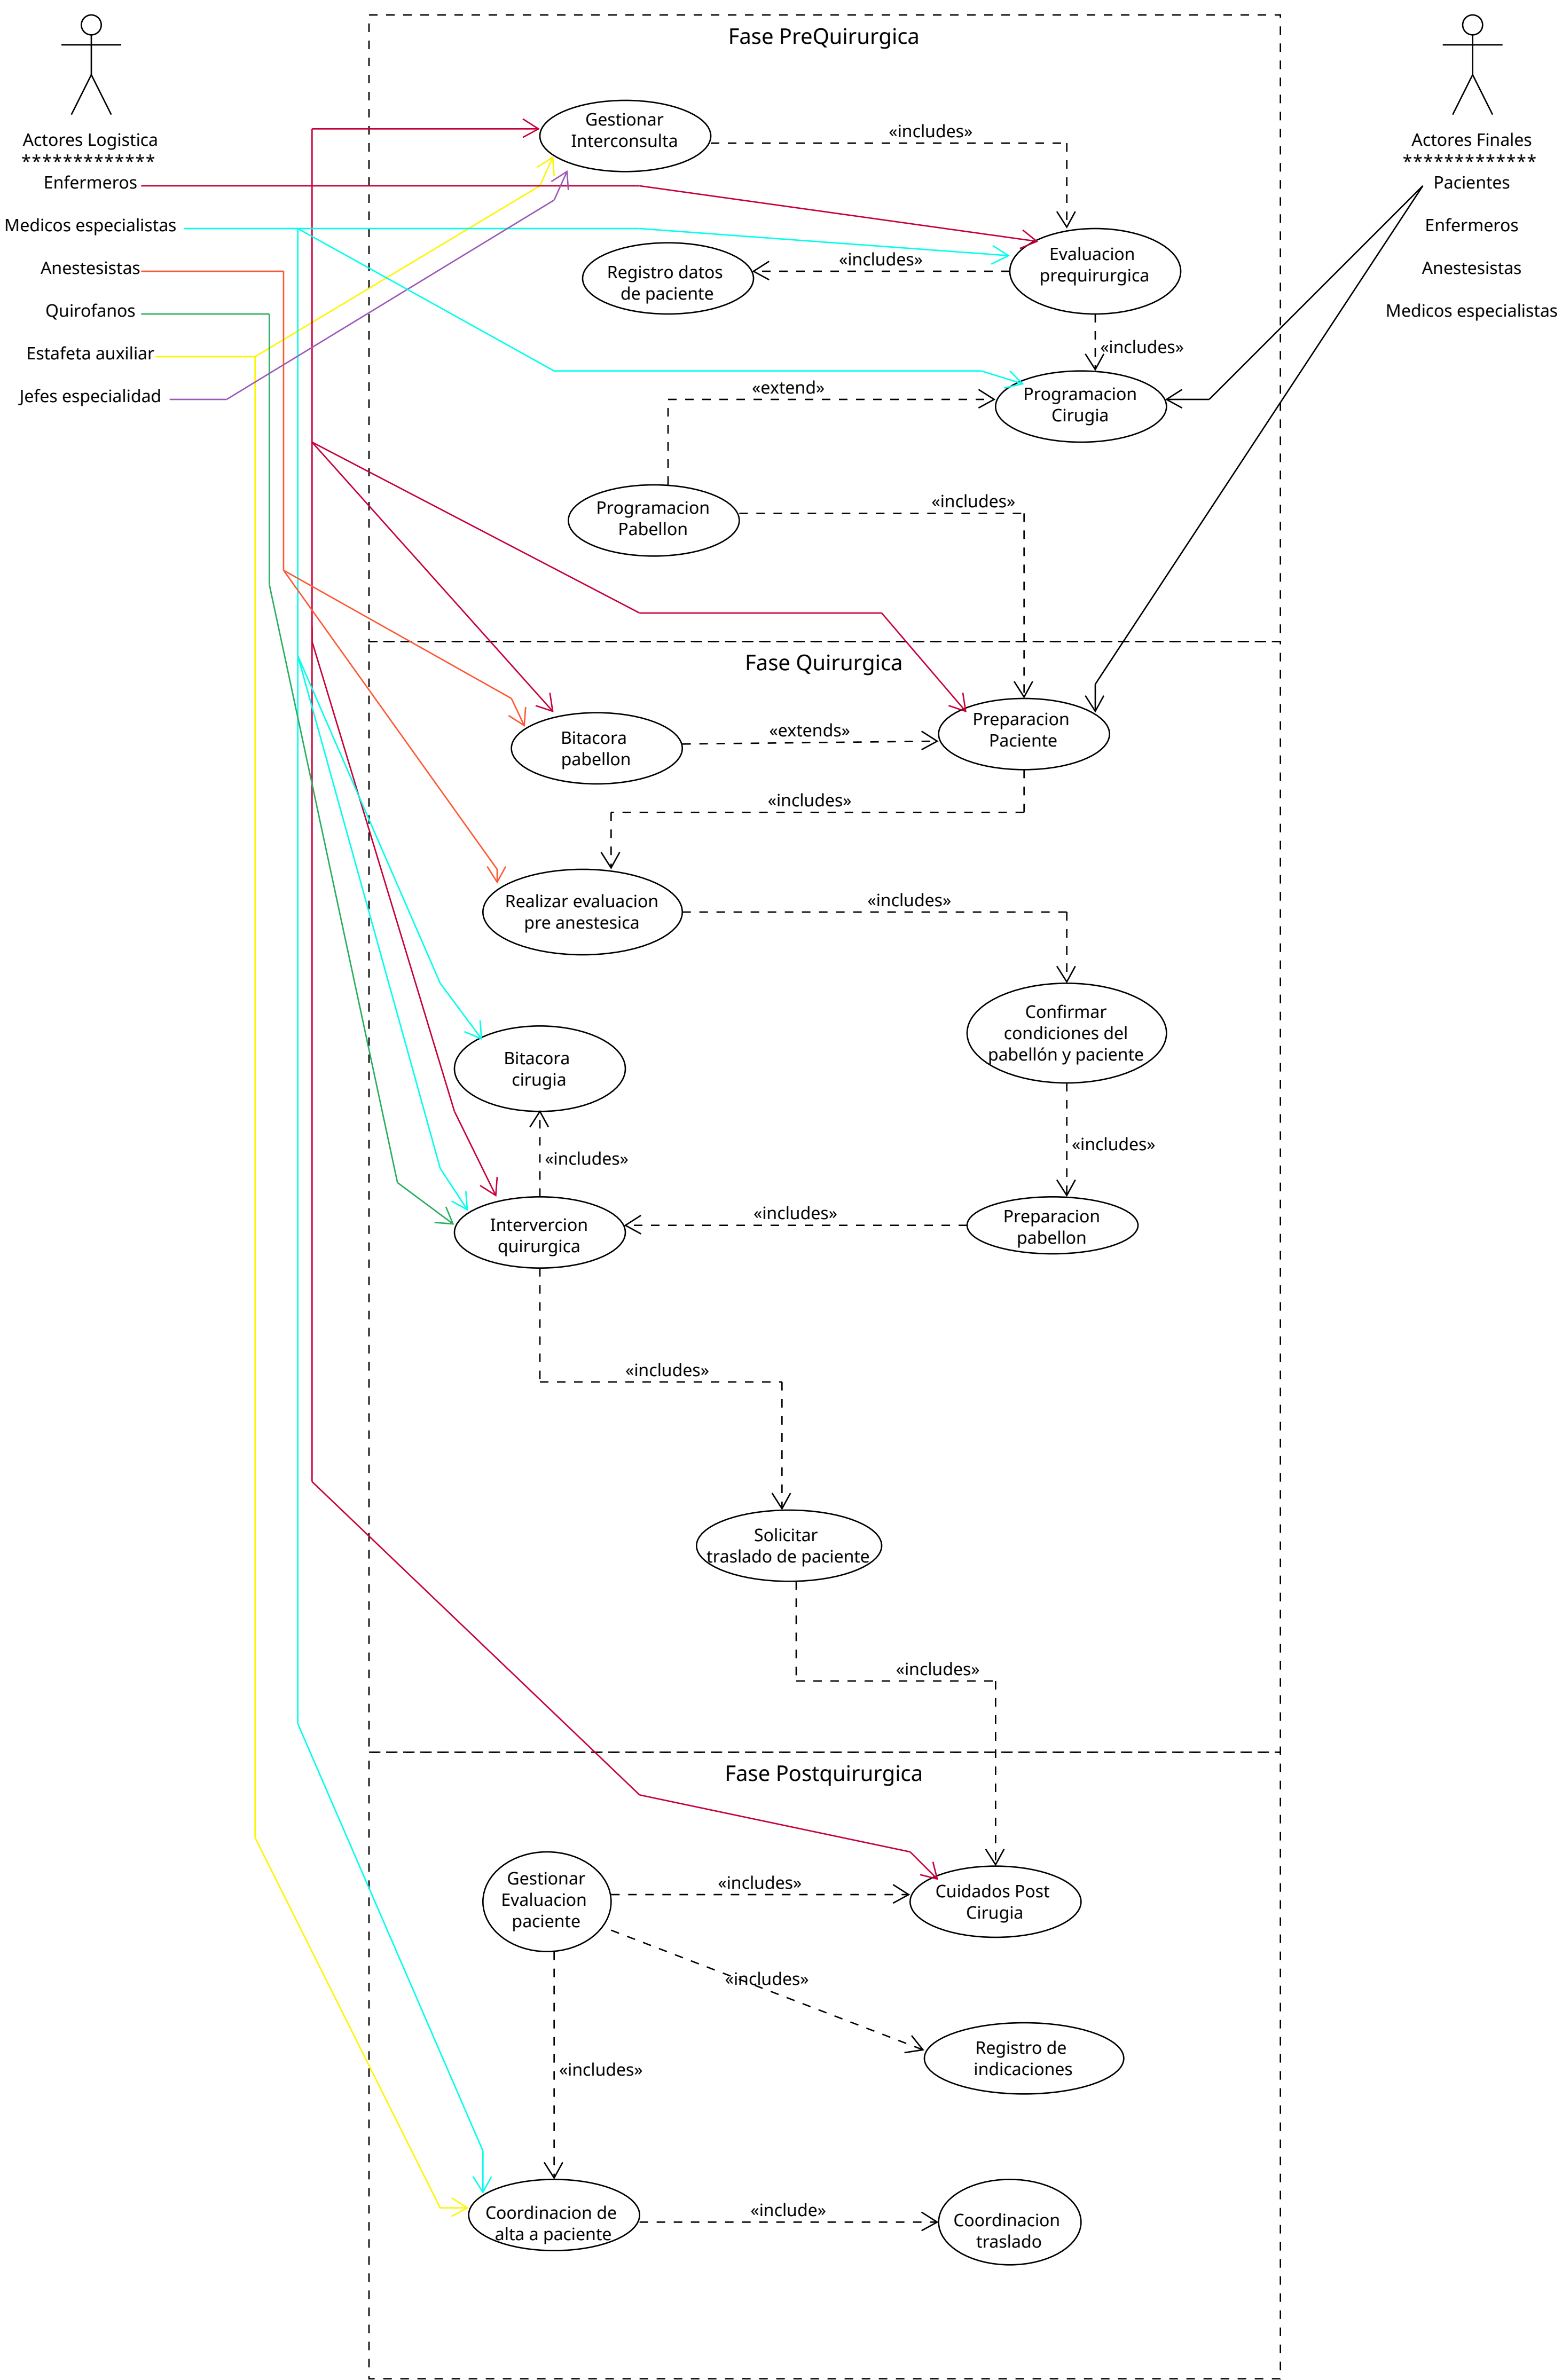 Fase PreQuirurgica
Actores Logistica
*************
Enfermeros
Medicos especialistas
Anestesistas
Quirofanos
Estafeta auxiliar
Jefes especialidad
Actores Finales
*************
Pacientes
Enfermeros
Anestesistas
Medicos especialistas
Gestionar
Interconsulta
«includes»
Evaluacion
prequirurgica
«includes»
Registro datos
de paciente
«includes»
«extend»
Programacion
Cirugia
Programacion
Pabellon
«includes»
Fase Quirurgica
Preparacion
Paciente
Bitacora
pabellon
«extends»
«includes»
Realizar evaluacion
pre anestesica
«includes»
Confirmar
condiciones del
pabellón y paciente
Bitacora
cirugia
«includes»
«includes»
Intervercion
quirurgica
«includes»
Preparacion
pabellon
«includes»
Solicitar
traslado de paciente
«includes»
Fase Postquirurgica
Gestionar
Evaluacion
paciente
«includes»
Cuidados Post
Cirugia
«includes»
Registro de
indicaciones
«includes»
Coordinacion de
alta a paciente
«include»
Coordinacion
traslado